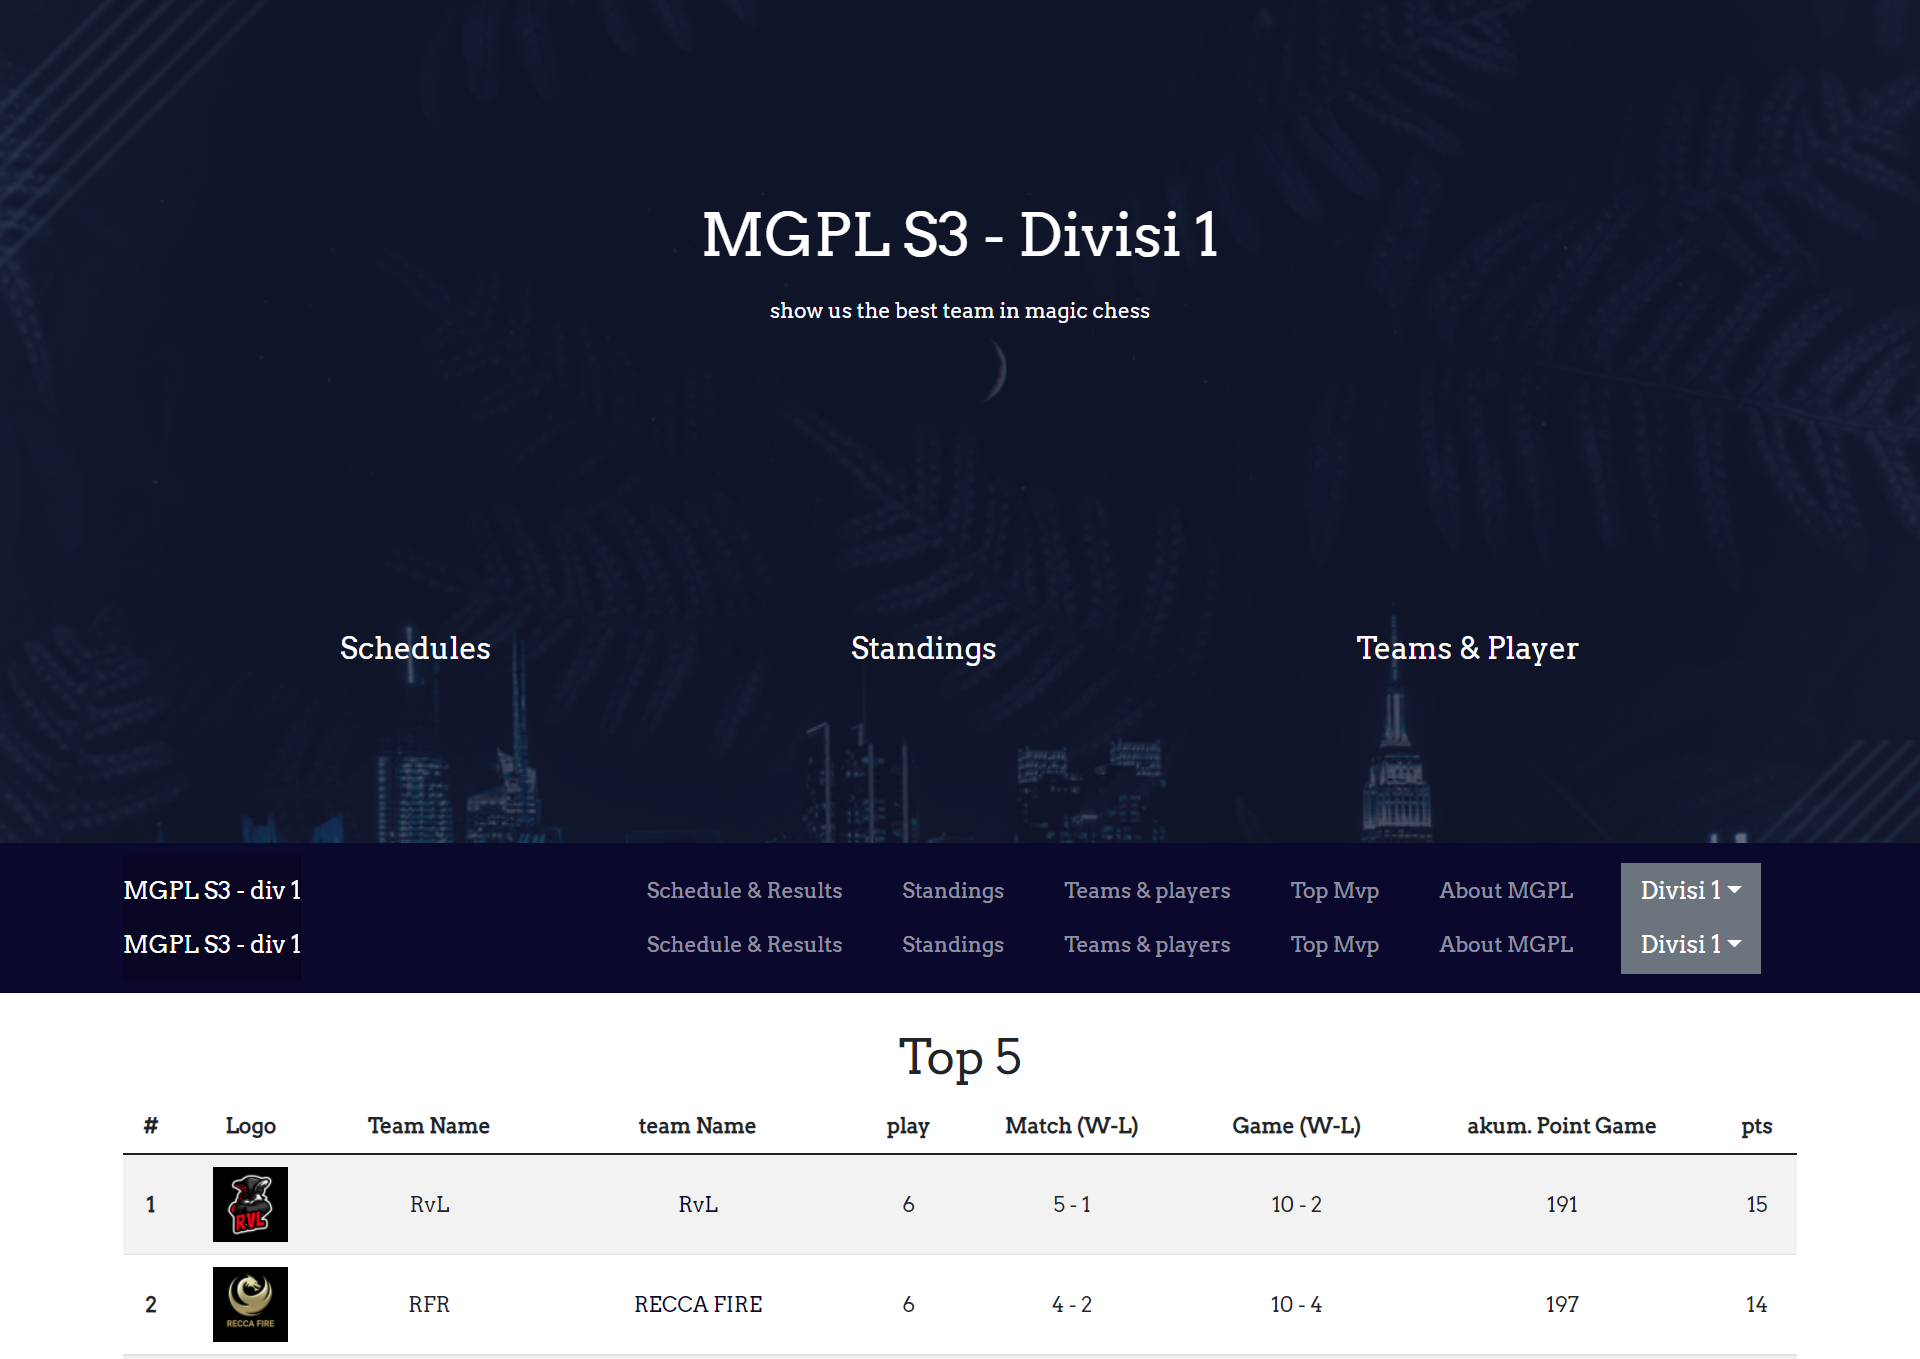 MGPL S3 - Divisi 1
show us the best team in magic chess
Schedules Standings Teams & Player
MGPL S3 - div 1 Schedule & Results Standings Teams & players Top Mvp About MGPL Divisi 1
MGPL S3 - div 1 Schedule & Results Standings Teams & players Top Mvp About MGPL Divisi 1
Top 5
# Logo Team Name team Name play Match (W-L) Game (W-L) akum. Point Game pts
1 RVL RvL RvL 6 5 - 1 10 - 2 191 15
2 RECCA FIRE RFR RECCA FIRE 6 4 - 2 10 - 4 197 14